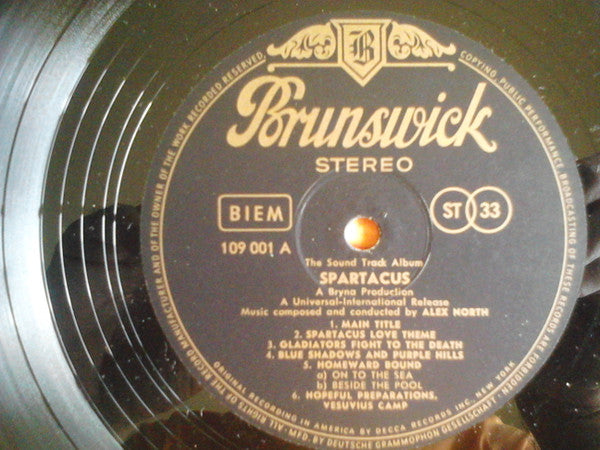 B
Brunswick
STEREO
BIEM
ST 33
109 001 A
The Sound Track Album
SPARTACUS
A Bryna Production
A Universal-International Release
Music composed and conducted by ALEX NORTH
1. MAIN TITLE
2. SPARTACUS LOVE THEME
3. GLADIATORS FIGHT TO THE DEATH
4. BLUE SHADOWS AND PURPLE HILLS
5. HOMEWARD BOUND
a) ON TO THE SEA
b) BESIDE THE POOL
6. HOPEFUL PREPARATIONS,
VESUVIUS CAMP
ORIGINAL RECORDING IN AMERICA BY DECCA RECORDS INC., NEW YORK
ALL RIGHTS OF THE RECORD MANUFACTURER AND OF THE OWNER OF THE WORK RECORDED RESERVED. COPYING, PUBLIC PERFORMANCE, BROADCASTING OF THESE RECORDS ARE FORBIDDEN
MFD. BY DEUTSCHE GRAMMOPHON GESELLSCHAFT